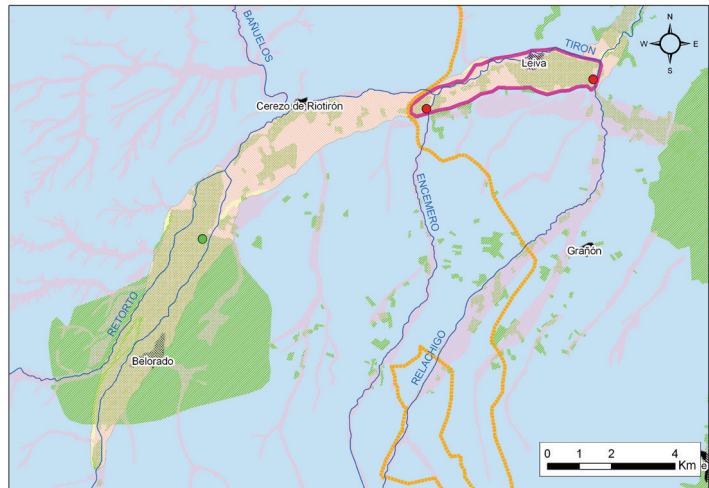 BAÑUELOS
TIRON
N
W E
S
Leiva
Cerezo de Riotirón
ENCEMERO
Grañón
RETORTO
Belorado
RELACHIGO
0 1 2 4
Km
e